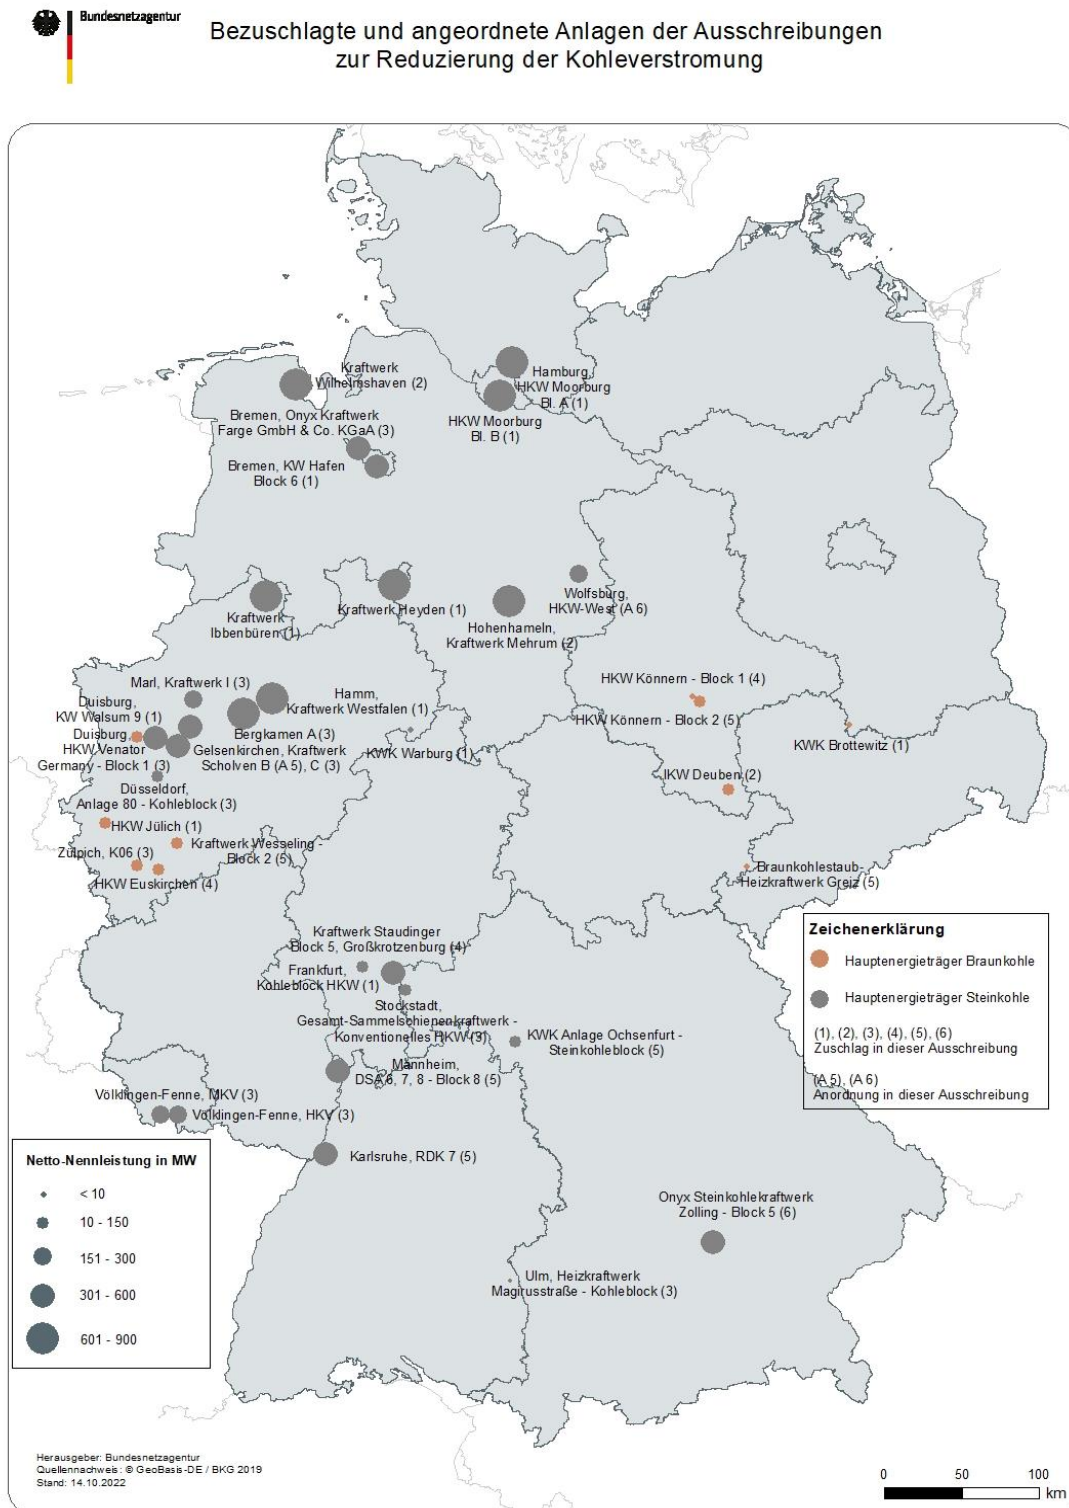 Bundesnetzagentur
Bezuschlagte und angeordnete Anlagen der Ausschreibungen
zur Reduzierung der Kohleverstromung
Kraftwerk
Wilhelmshaven (2)
Hamburg,
HKW Moorburg
Bl. A (1)
HKW Moorburg
Bl. B (1)
Bremen, Onyx Kraftwerk
Farge GmbH & Co. KGaA (3)
Bremen, KW Hafen
Block 6 (1)
Wolfsburg,
HKW-West (A 6)
Kraftwerk Heyden (1)
Kraftwerk
Ibbenbüren (1)
Hohenhameln,
Kraftwerk Mehrum (2)
HKW Könnern - Block 1 (4)
HKW Könnern - Block 2 (5)
Marl, Kraftwerk I (3)
Hamm,
Kraftwerk Westfalen (1)
Duisburg,
KW Walsum 9 (1)
Bergkamen A (3)
Duisburg,
HKW Venator
Germany - Block 1 (3)
Gelsenkirchen, Kraftwerk
Scholven B (A 5), C (3)
KWK Warburg (1)
KWK Brottewitz (1)
IKW Deuben (2)
Düsseldorf,
Anlage 80 - Kohleblock (3)
HKW Jülich (1)
Kraftwerk Wesseling -
Block 2 (5)
Zülpich, K06 (3)
HKW Euskirchen (4)
Braunkohlestaub-
Heizkraftwerk Greiz (5)
Kraftwerk Staudinger
Block 5, Großkrotzenburg (4)
Frankfurt,
Kohleblock HKW (1)
Stockstadt,
Gesamt-Sammelschienenkraftwerk -
Konventionelles HKW (3)
KWK Anlage Ochsenfurt -
Steinkohleblock (5)
Mannheim,
DSA 6, 7, 8 - Block 8 (5)
Völklingen-Fenne, MKV (3)
Völklingen-Fenne, HKV (3)
Karlsruhe, RDK 7 (5)
Onyx Steinkohlekraftwerk
Zolling - Block 5 (6)
Ulm, Heizkraftwerk
Magirusstraße - Kohleblock (3)
Zeichenerklärung
Hauptenergieträger Braunkohle
Hauptenergieträger Steinkohle
(1), (2), (3), (4), (5), (6)
Zuschlag in dieser Ausschreibung
(A 5), (A 6)
Anordnung in dieser Ausschreibung
Netto-Nennleistung in MW
< 10
10 - 150
151 - 300
301 - 600
601 - 900
Herausgeber: Bundesnetzagentur
Quellennachweis: © GeoBasis-DE / BKG 2019
Stand: 14.10.2022
0 50 100
km